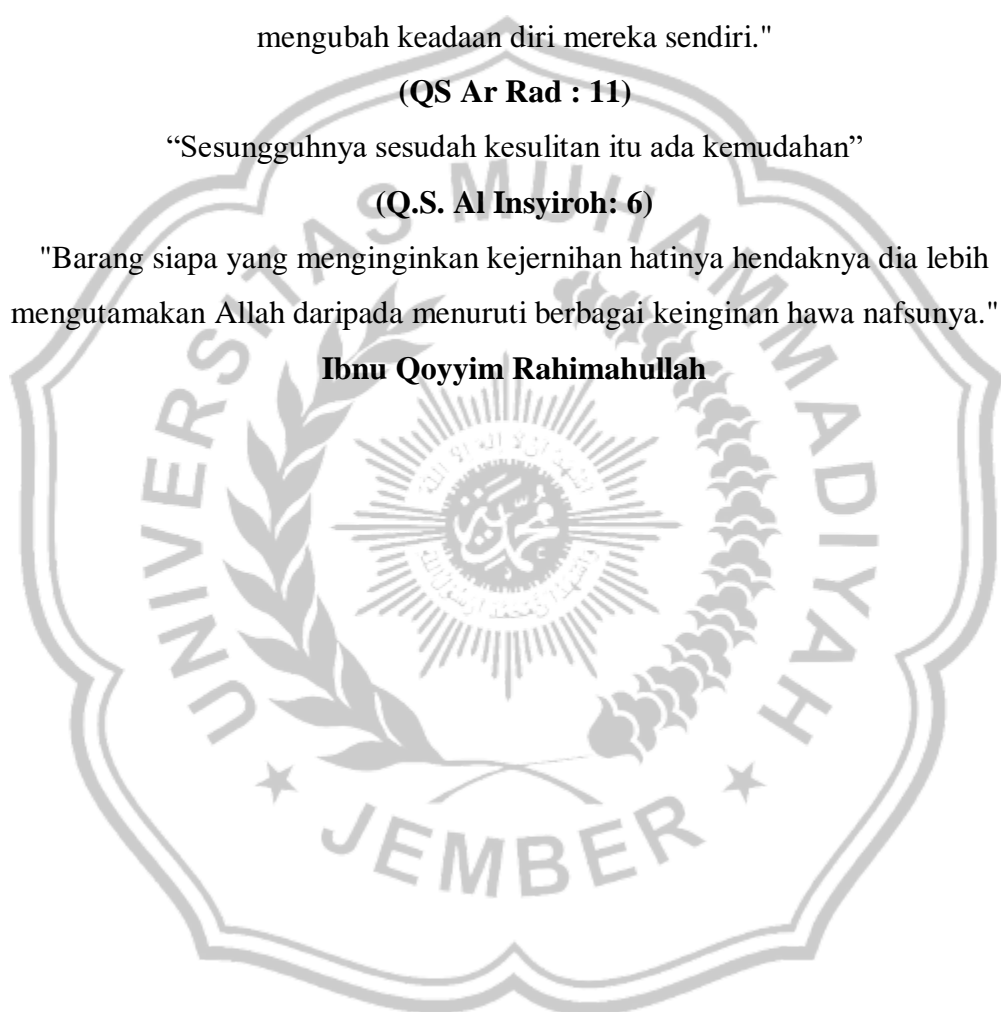 mengubah keadaan diri mereka sendiri."
(QS Ar Rad : 11)
“Sesungguhnya sesudah kesulitan itu ada kemudahan”
(Q.S. Al Insyiroh: 6)
"Barang siapa yang menginginkan kejernihan hatinya hendaknya dia lebih
mengutamakan Allah daripada menuruti berbagai keinginan hawa nafsunya."
Ibnu Qoyyim Rahimahullah
UNIVERSITAS MUHAMMADIYAH
JEMBER